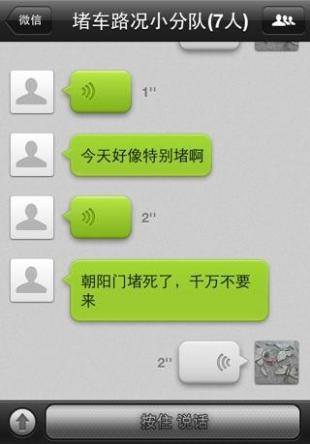 微信
堵车路况小分队(7人)
1"
今天好像特别堵啊
2"
朝阳门堵死了，千万不要
来
2"
按住 说话